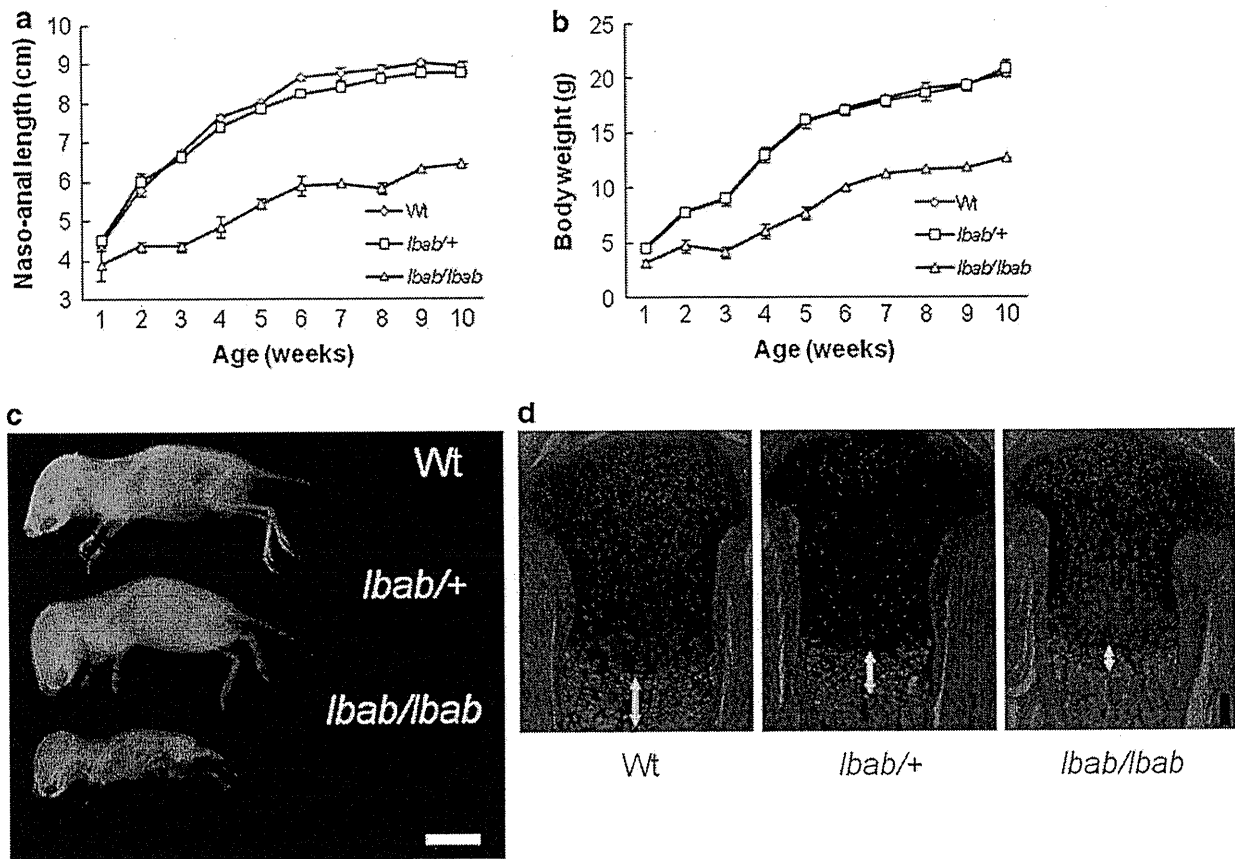 a
Naso-anal length (cm)
10
9
8
7
6
5
4
3
Wt
lbab/+
lbab/lbab
1 2 3 4 5 6 7 8 9 10
Age (weeks)
b
Body weight (g)
25
20
15
10
5
0
Wt
lbab/+
lbab/lbab
1 2 3 4 5 6 7 8 9 10
Age (weeks)
c
Wt
lbab/+
lbab/lbab
d
Wt
lbab/+
lbab/lbab